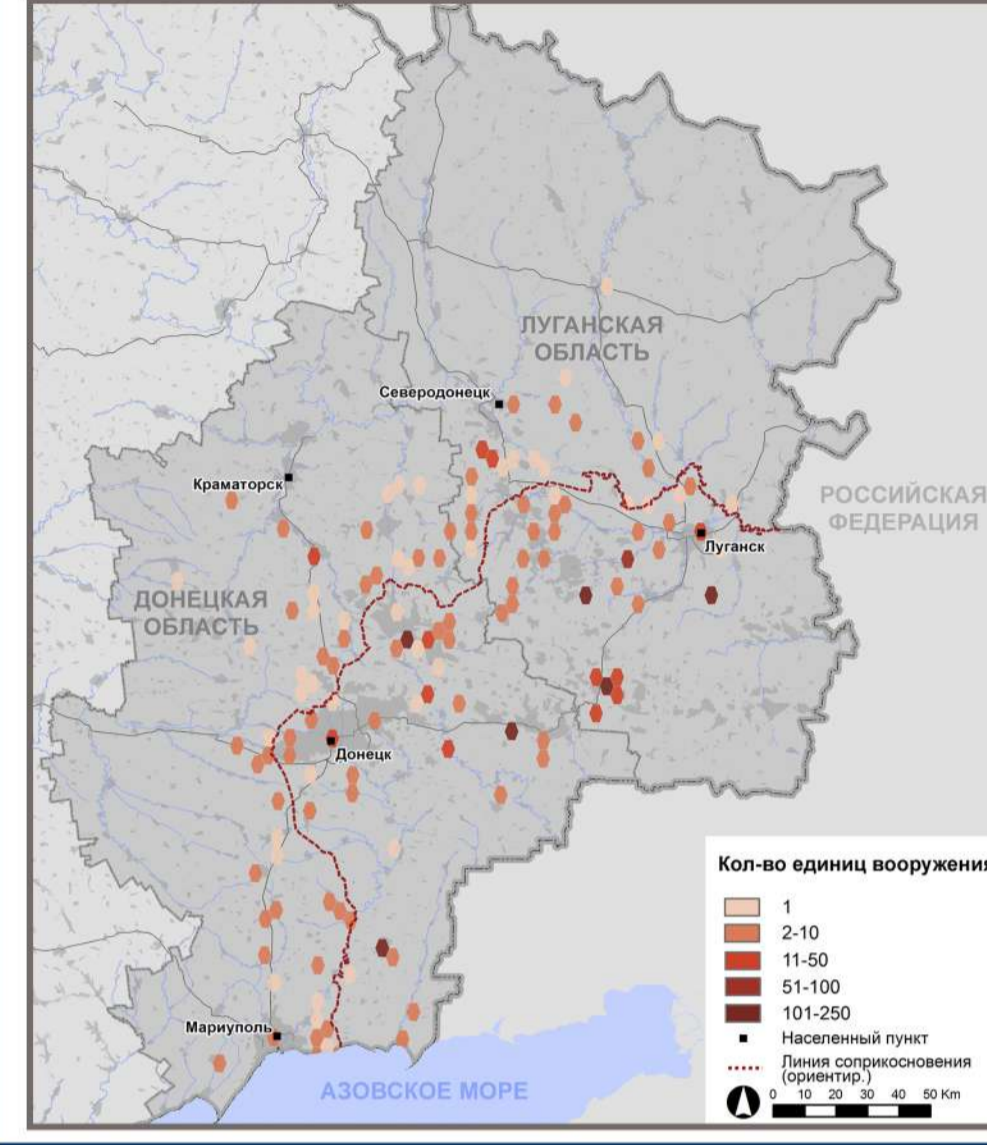 ЛУГАНСКАЯ
ОБЛАСТЬ
Северодонецк
Краматорск
РОССИЙСКАЯ
ФЕДЕРАЦИЯ
Луганск
ДОНЕЦКАЯ
ОБЛАСТЬ
Донецк
Мариуполь
АЗОВСКОЕ МОРЕ
Кол-во единиц вооружения
1
2-10
11-50
51-100
101-250
Населенный пункт
Линия соприкосновения
(ориентир.)
0 10 20 30 40 50 Km